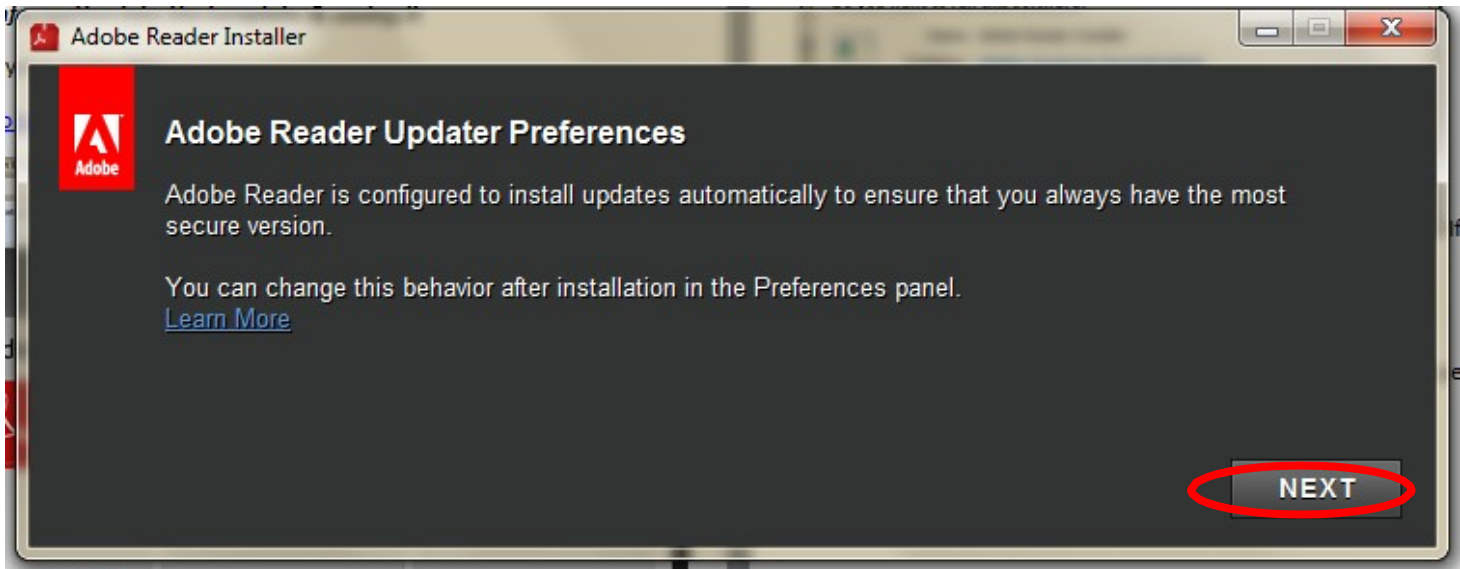 Adobe Reader Installer
Adobe
Adobe Reader Updater Preferences
Adobe Reader is configured to install updates automatically to ensure that you always have the most
secure version.
You can change this behavior after installation in the Preferences panel.
Learn More
NEXT